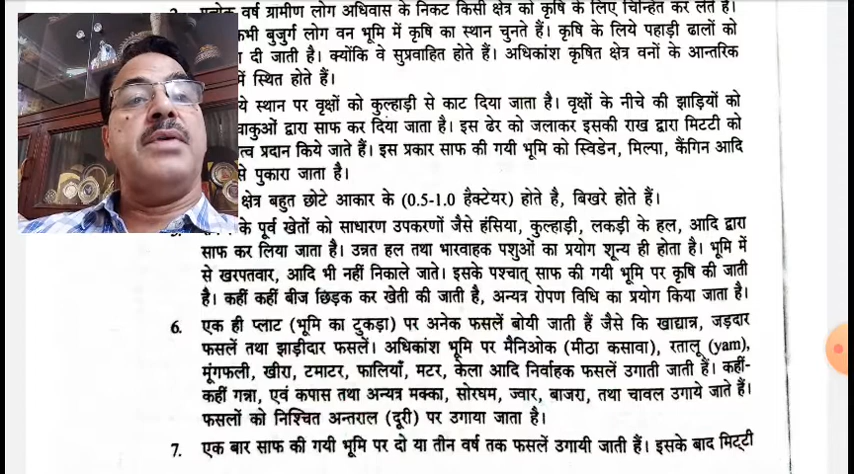 प्रत्येक वर्ष ग्रामीण लोग अधिवास के निकट किसी क्षेत्र को कृषि के लिए चिन्हित कर लेते हैं।
बुजुर्ग लोग वन भूमि में कृषि का स्थान चुनते हैं। कृषि के लिये पहाड़ी ढालों को
दी जाती है। क्योंकि वे सुप्रवाहित होते हैं। अधिकांश कृषित क्षेत्र वनों के आन्तरिक
में स्थित होते हैं।
ये स्थान पर वृक्षों को कुल्हाड़ी से काट दिया जाता है। वृक्षों के नीचे की झाड़ियों को
वाकुओं द्वारा साफ कर दिया जाता है। इस ढेर को जलाकर इसकी राख द्वारा मिटटी को
त्व प्रदान किये जाते हैं। इस प्रकार साफ की गयी भूमि को स्विडेन, मिल्पा, कैंगिन आदि
से पुकारा जाता है।
क्षेत्र बहुत छोटे आकार के (0.5-1.0 हैक्टेयर) होते है, बिखरे होते हैं।
के पूर्व खेतों को साधारण उपकरणों जैसे हंसिया, कुल्हाड़ी, लकड़ी के हल, आदि द्वारा
साफ कर लिया जाता है। उन्नत हल तथा भारवाहक पशुओं का प्रयोग शून्य ही होता है। भूमि में
से खरपतवार, आदि भी नहीं निकाले जाते। इसके पश्चात् साफ की गयी भूमि पर कृषि की जाती
है। कहीं कहीं बीज छिड़क कर खेती की जाती है, अन्यत्र रोपण विधि का प्रयोग किया जाता है।
6. एक ही प्लाट (भूमि का टुकड़ा) पर अनेक फसलें बोयी जाती हैं जैसे कि खाद्यान्न, जड़दार
फसलें तथा झाड़ीदार फसलें। अधिकांश भूमि पर मैनिओक (मीठा कसावा), रतालू (yam),
मूंगफली, खीरा, टमाटर, फालियाँ, मटर, केला आदि निर्वाहक फसलें उगाती जाती हैं। कहीं-
कहीं गन्ना, एवं कपास तथा अन्यत्र मक्का, सोरघम, ज्वार, बाजरा, तथा चावल उगाये जाते हैं।
फसलों को निश्चित अन्तराल (दूरी) पर उगाया जाता है।
7. एक बार साफ की गयी भूमि पर दो या तीन वर्ष तक फसलें उगायी जाती हैं। इसके बाद मिट्टी